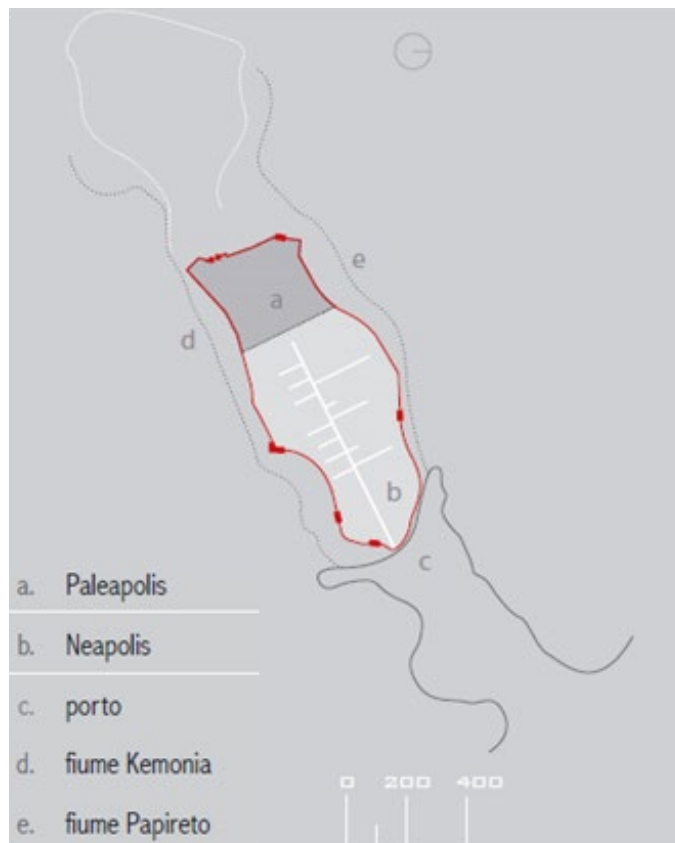 e
a
d
b
c
a. Paleapolis
b. Neapolis
c. porto
d. fiume Kemonia
e. fiume Papireto
0 200 400